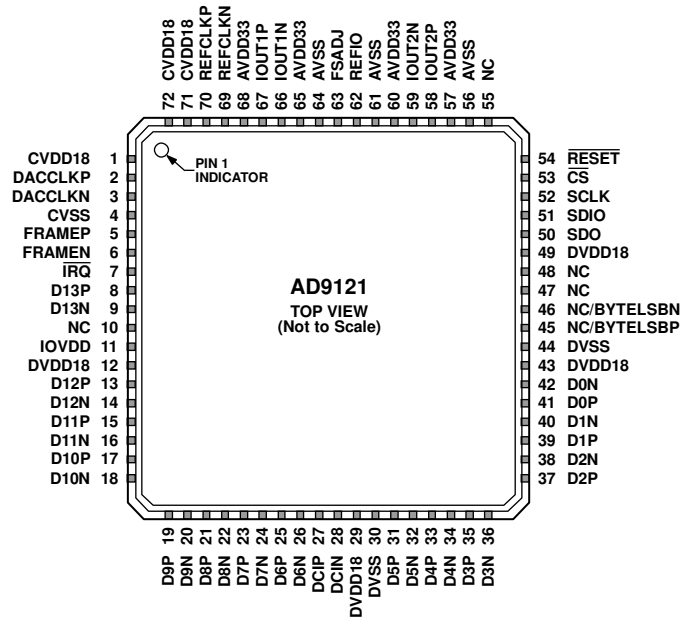 72 CVDD18
71 CVDD18
70 REFCLKP
69 REFCLKN
68 AVDD33
67 IOUT1P
66 IOUT1N
65 AVDD33
64 AVSS
63 FSADJ
62 REFIO
61 AVSS
60 AVDD33
59 IOUT2N
58 IOUT2P
57 AVDD33
56 AVSS
55 NC
CVDD18 1
DACCLKP 2
DACCLKN 3
CVSS 4
FRAMEP 5
FRAMEN 6
IRQ 7
D13P 8
D13N 9
NC 10
IOVDD 11
DVDD18 12
D12P 13
D12N 14
D11P 15
D11N 16
D10P 17
D10N 18
PIN 1
INDICATOR
AD9121
TOP VIEW
(Not to Scale)
54 RESET
53 CS
52 SCLK
51 SDIO
50 SDO
49 DVDD18
48 NC
47 NC
46 NC/BYTELSBN
45 NC/BYTELSBP
44 DVSS
43 DVDD18
42 D0N
41 D0P
40 D1N
39 D1P
38 D2N
37 D2P
D9P 19
D9N 20
D8P 21
D8N 22
D7P 23
D7N 24
D6P 25
D6N 26
DCIP 27
DCIN 28
DVDD18 29
DVSS 30
D5P 31
D5N 32
D4P 33
D4N 34
D3P 35
D3N 36